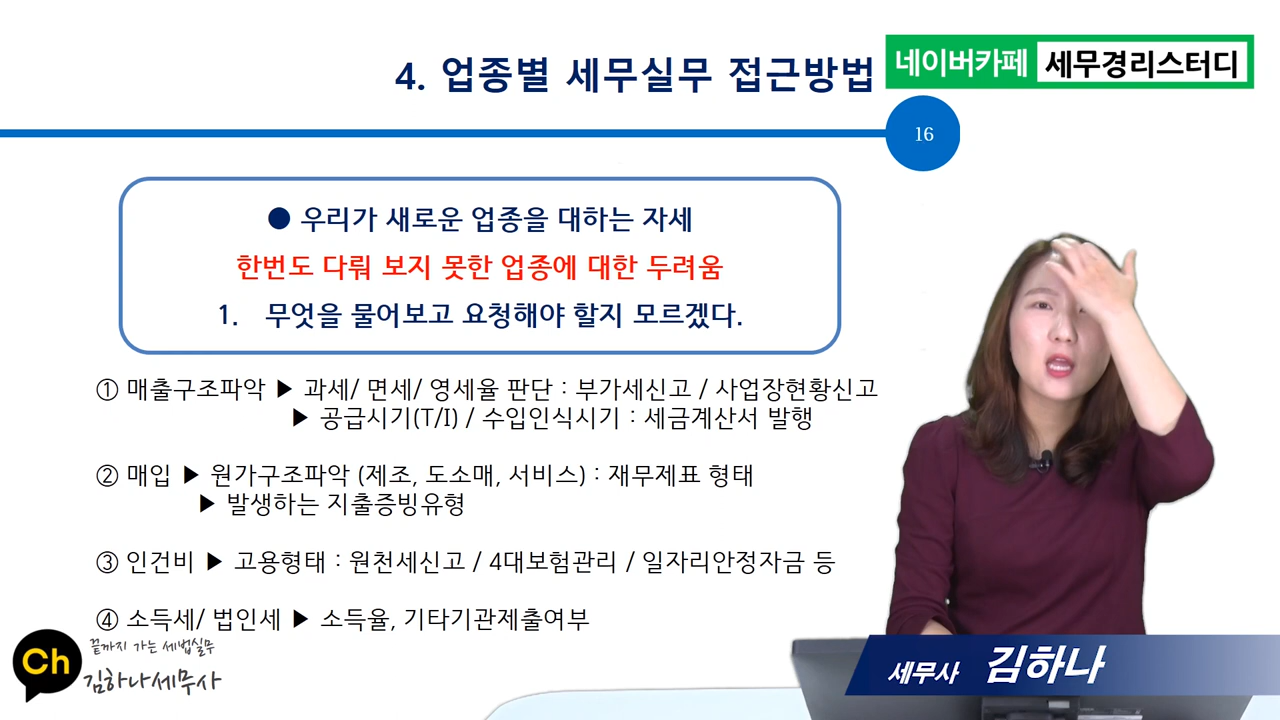 4. 업종별 세무실무 접근방법
네이버카페 세무경리스터디
16
● 우리가 새로운 업종을 대하는 자세
한번도 다뤄 보지 못한 업종에 대한 두려움
1. 무엇을 물어보고 요청해야 할지 모르겠다.
① 매출구조파악 ▶ 과세/ 면세/ 영세율 판단 : 부가세신고 / 사업장현황신고
▶ 공급시기(T/I) / 수입인식시기 : 세금계산서 발행
② 매입 ▶ 원가구조파악 (제조, 도소매, 서비스) : 재무제표 형태
▶ 발생하는 지출증빙유형
③ 인건비 ▶ 고용형태 : 원천세신고 / 4대보험관리 / 일자리안정자금 등
④ 소득세/ 법인세 ▶ 소득율, 기타기관제출여부
Ch
끝까지 가는 세법실무
김하나세무사
세무사 김하나